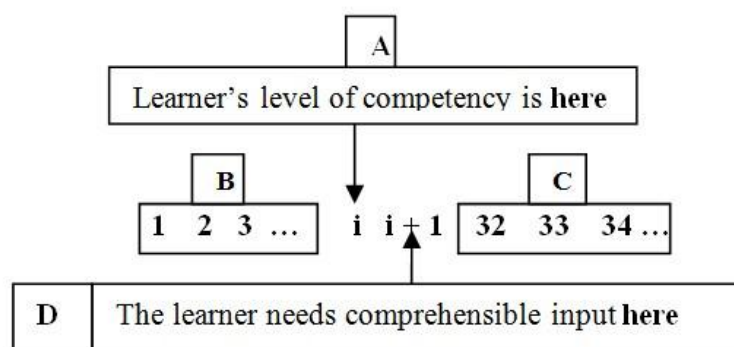 A
Learner's level of competency is here
B C
1 2 3 ... i i + 1 32 33 34 ...
D The learner needs comprehensible input here